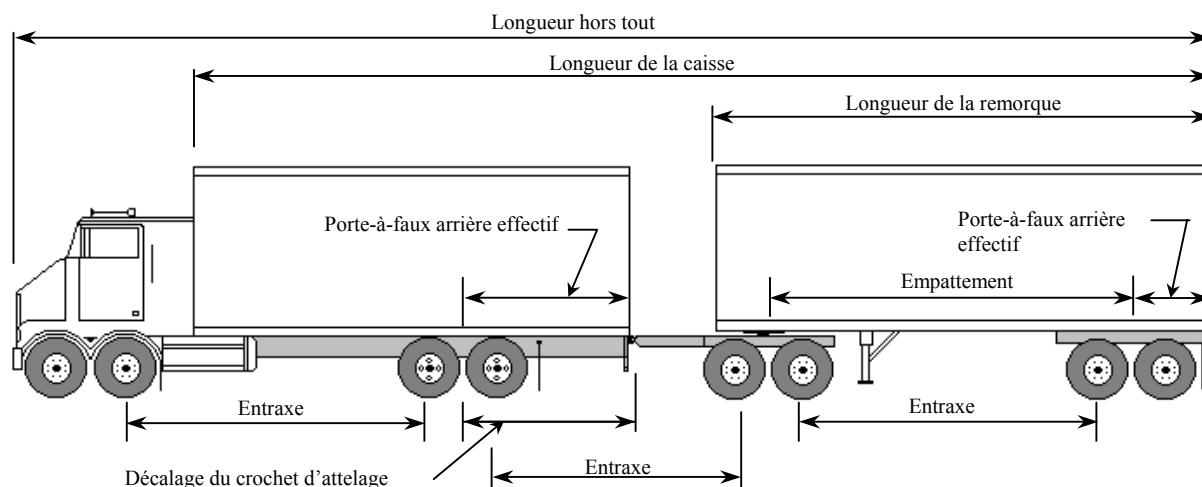 Longueur hors tout
Longueur de la caisse
Longueur de la remorque
Porte-à-faux arrière effectif
Porte-à-faux arrière
effectif
Empattement
Entraxe
Entraxe
Entraxe
Décalage du crochet d'attelage